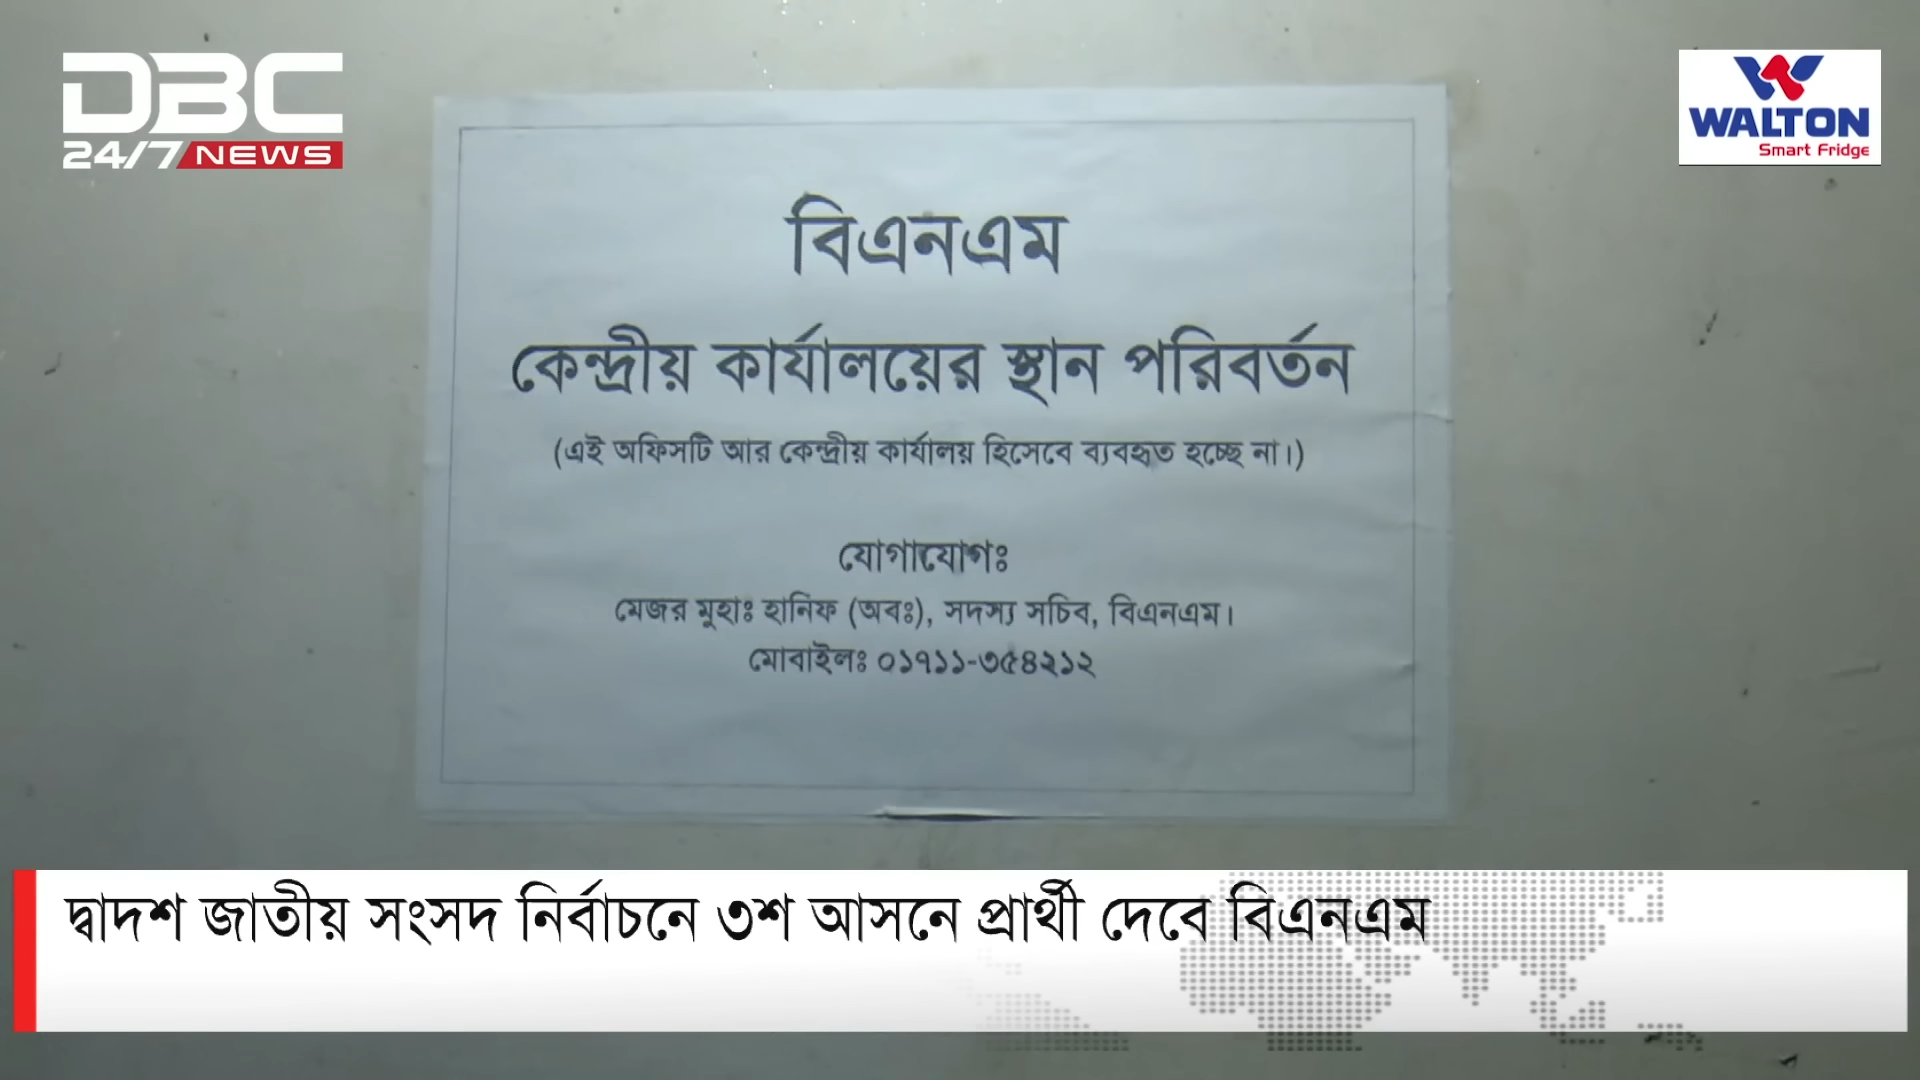 DBC
24/7 NEWS
WALTON
Smart Fridge
বিএনএম
কেন্দ্রীয় কার্যালয়ের স্থান পরিবর্তন
(এই অফিসটি আর কেন্দ্রীয় কার্যালয় হিসেবে ব্যবহৃত হচ্ছে না।)
যোগাযোগঃ
মেজর মুহাঃ হানিফ (অবঃ), সদস্য সচিব, বিএনএম।
মোবাইলঃ ০১৭১১-৩৫৪২১২
দ্বাদশ জাতীয় সংসদ নির্বাচনে ৩শ আসনে প্রার্থী দেবে বিএনএম